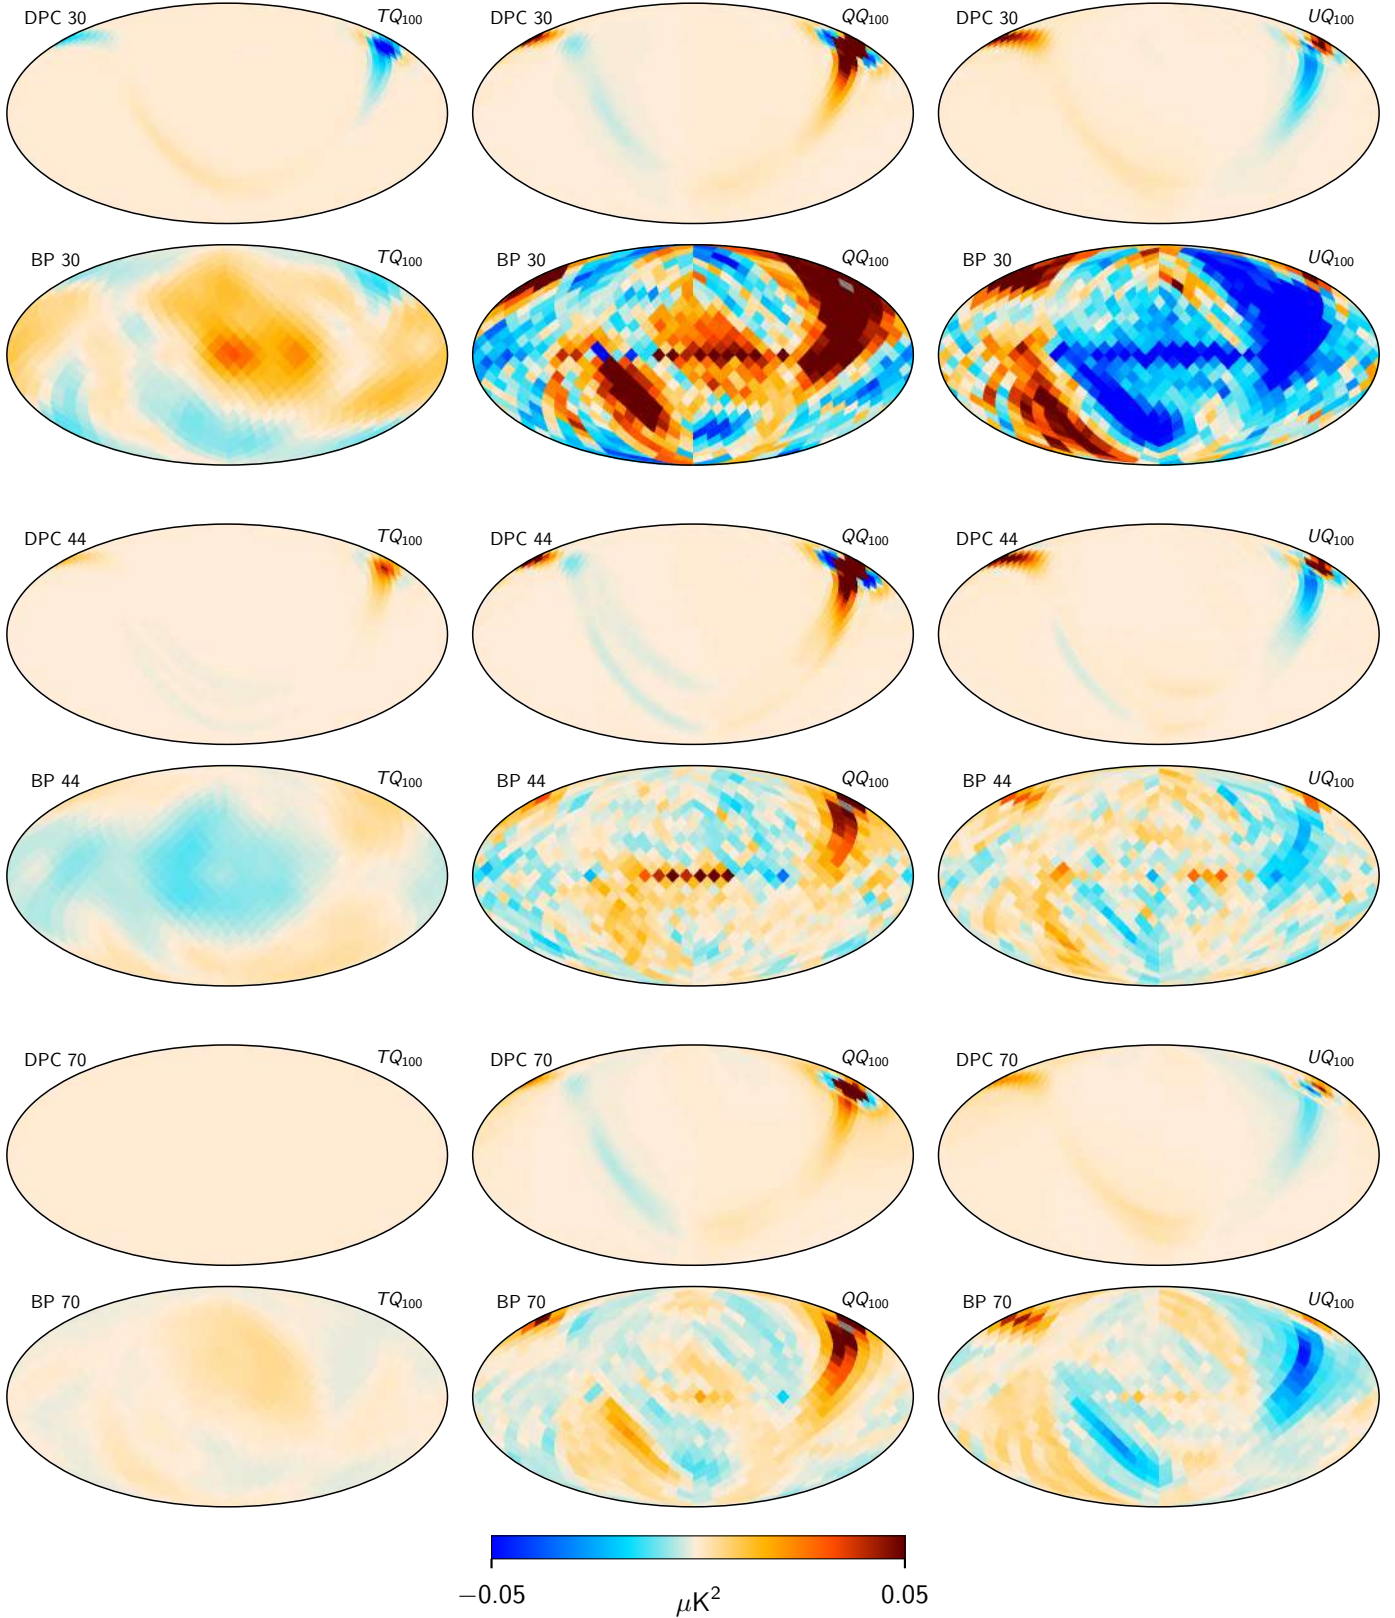 DPC 30 TQ₁₀₀ DPC 30 QQ₁₀₀ DPC 30 UQ₁₀₀
BP 30 TQ₁₀₀ BP 30 QQ₁₀₀ BP 30 UQ₁₀₀
DPC 44 TQ₁₀₀ DPC 44 QQ₁₀₀ DPC 44 UQ₁₀₀
BP 44 TQ₁₀₀ BP 44 QQ₁₀₀ BP 44 UQ₁₀₀
DPC 70 TQ₁₀₀ DPC 70 QQ₁₀₀ DPC 70 UQ₁₀₀
BP 70 TQ₁₀₀ BP 70 QQ₁₀₀ BP 70 UQ₁₀₀
−0.05 0.05
μK²